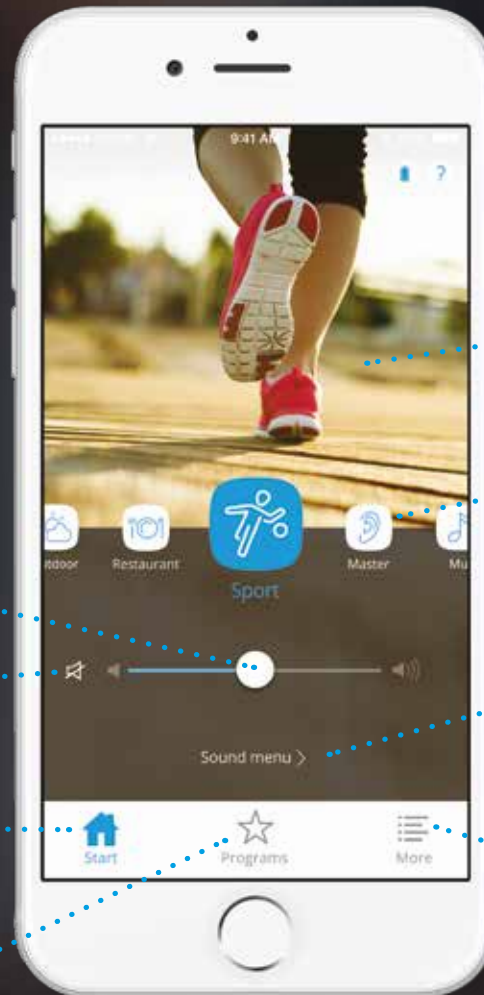 9:41 AM
?
Restaurant
Master
Sport
Sound menu >
Start
Programs
More